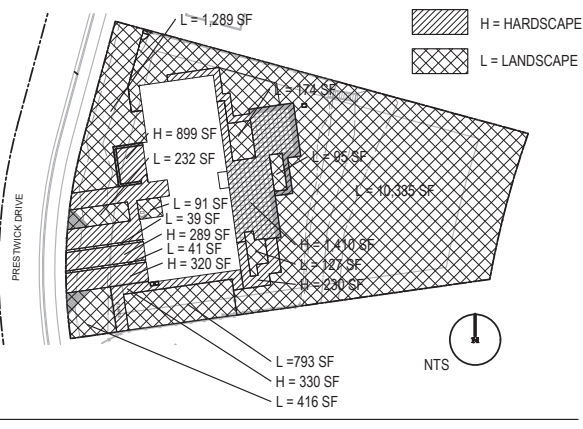 L = 1,289 SF
H = HARDSCAPE
L = LANDSCAPE
L = 174 SF
H = 899 SF
L = 232 SF
L = 95 SF
L = 10,385 SF
L = 91 SF
L = 39 SF
H = 289 SF
L = 41 SF
H = 320 SF
H = 1,410 SF
L = 127 SF
H = 230 SF
PRESTWICK DRIVE
NTS
L =793 SF
H = 330 SF
L = 416 SF